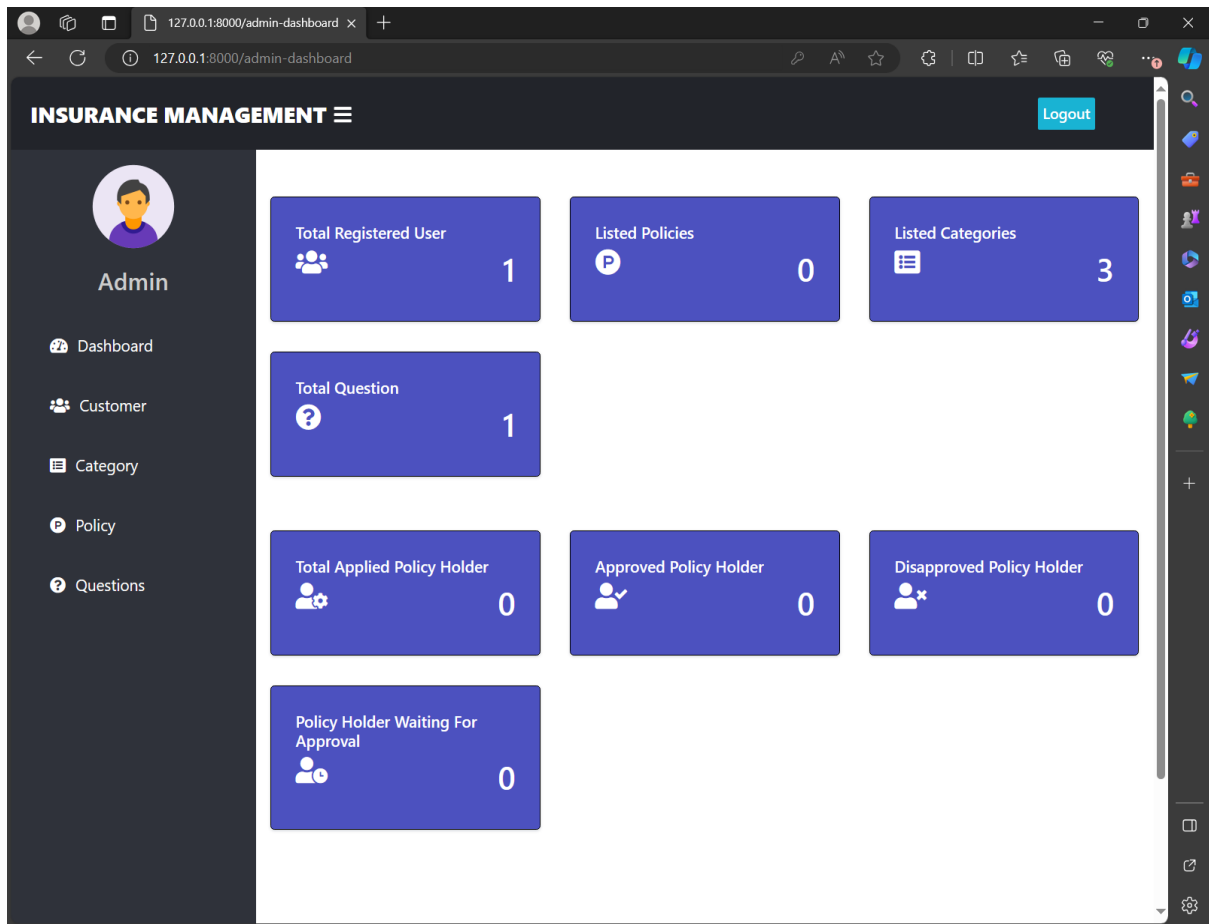 127.0.0.1:8000/admin-dashboard
127.0.0.1:8000/admin-dashboard
INSURANCE MANAGEMENT
Logout
Admin
Dashboard
Customer
Category
Policy
Questions
Total Registered User
1
Listed Policies
P
0
Listed Categories
3
Total Question
?
1
Total Applied Policy Holder
0
Approved Policy Holder
0
Disapproved Policy Holder
0
Policy Holder Waiting For
Approval
0